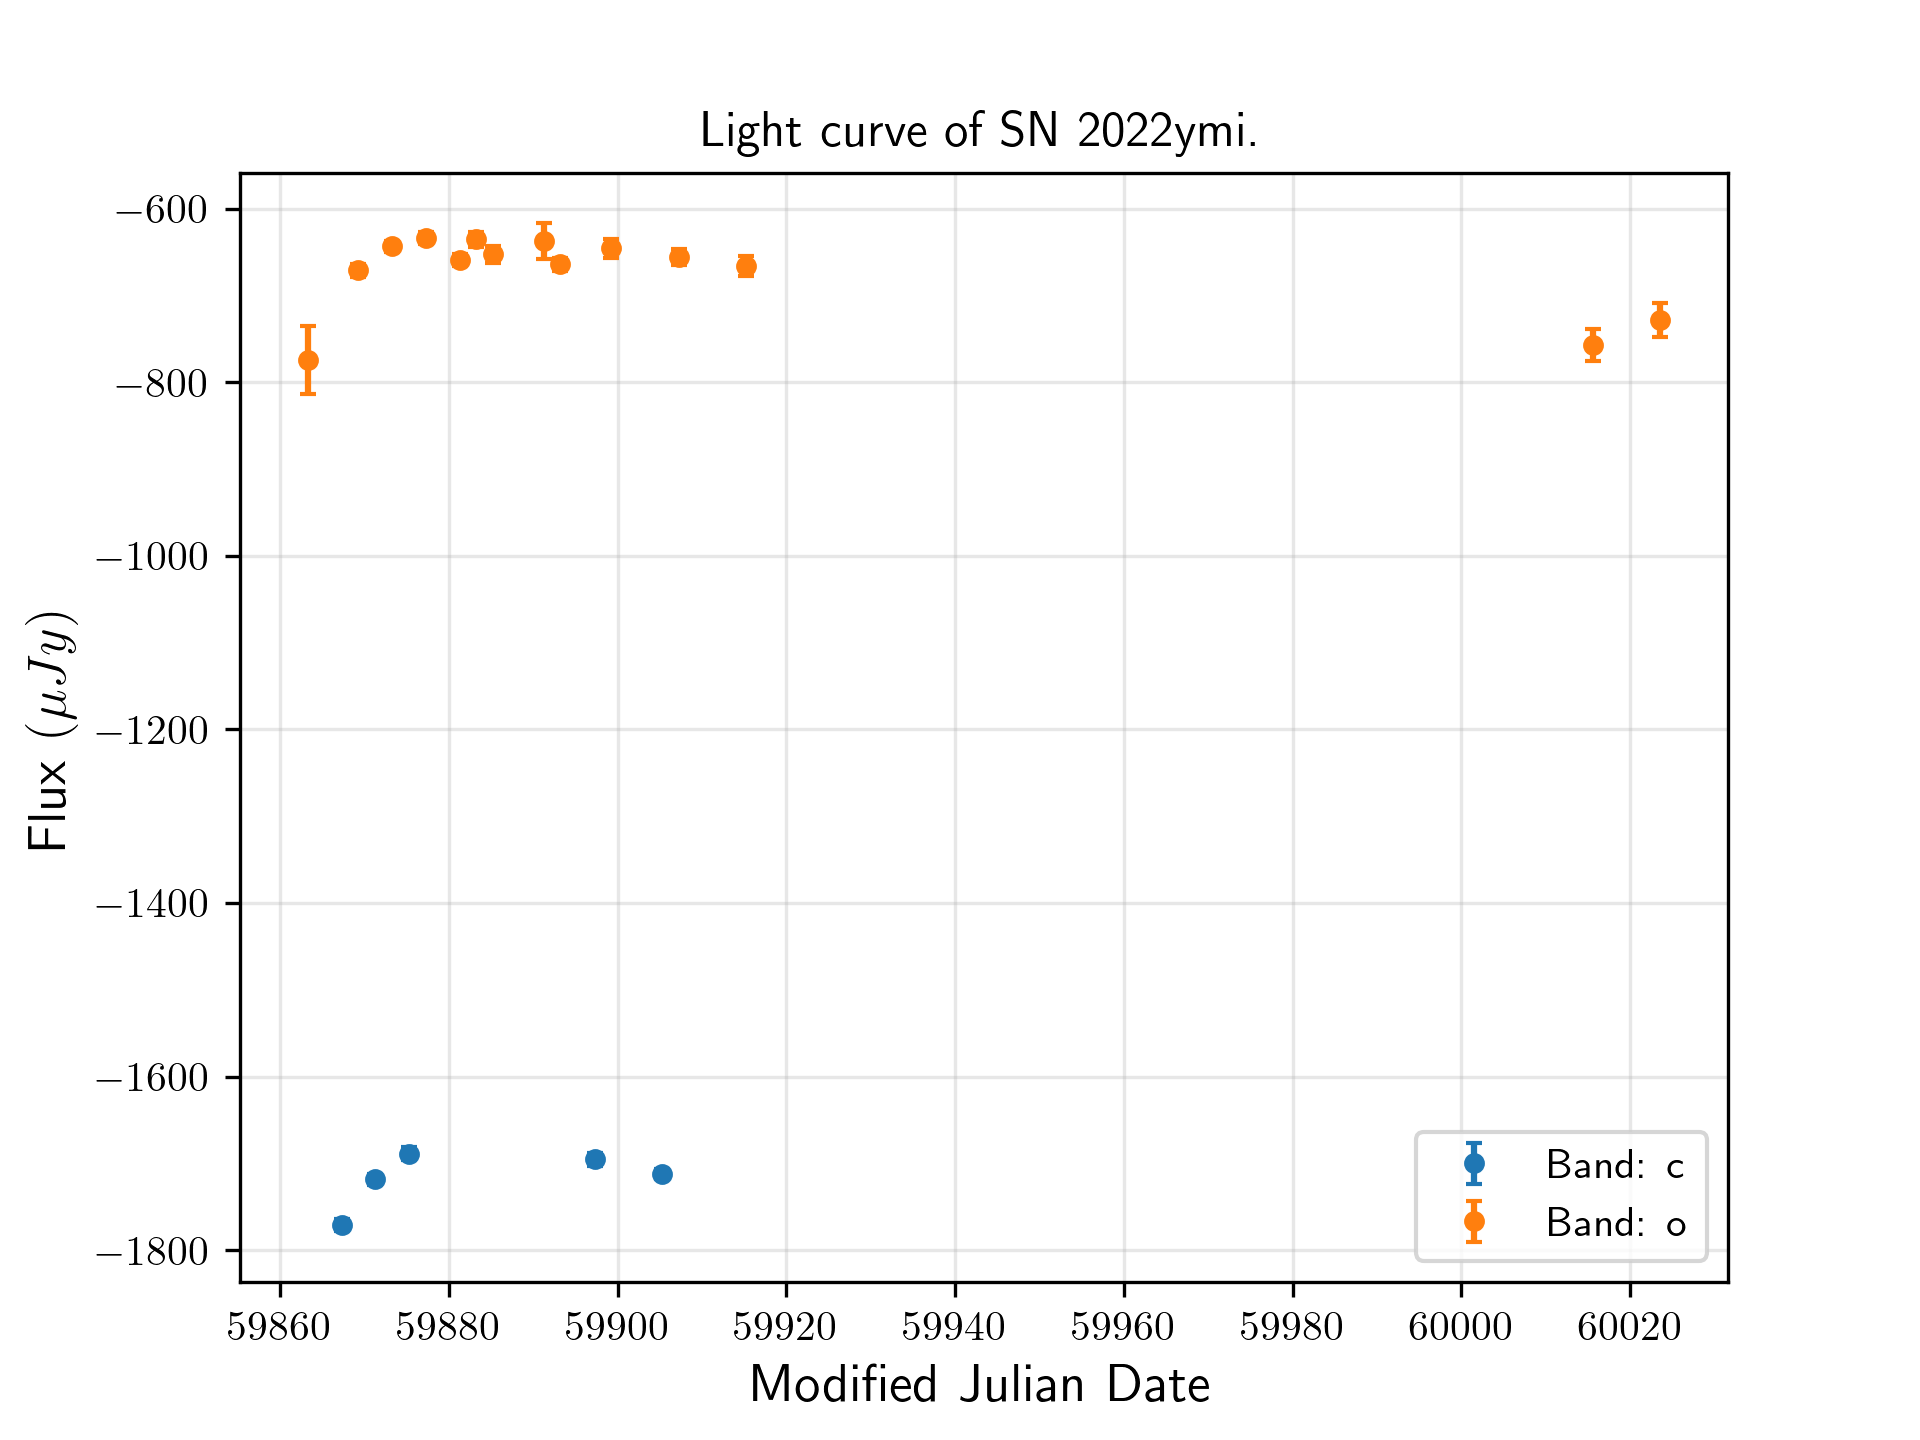 Light curve of SN 2022ymi.
−600
−800
−1000
−1200
−1400
−1600
−1800
Flux (μJy)
Band: c
Band: o
59860 59880 59900 59920 59940 59960 59980 60000 60020
Modified Julian Date